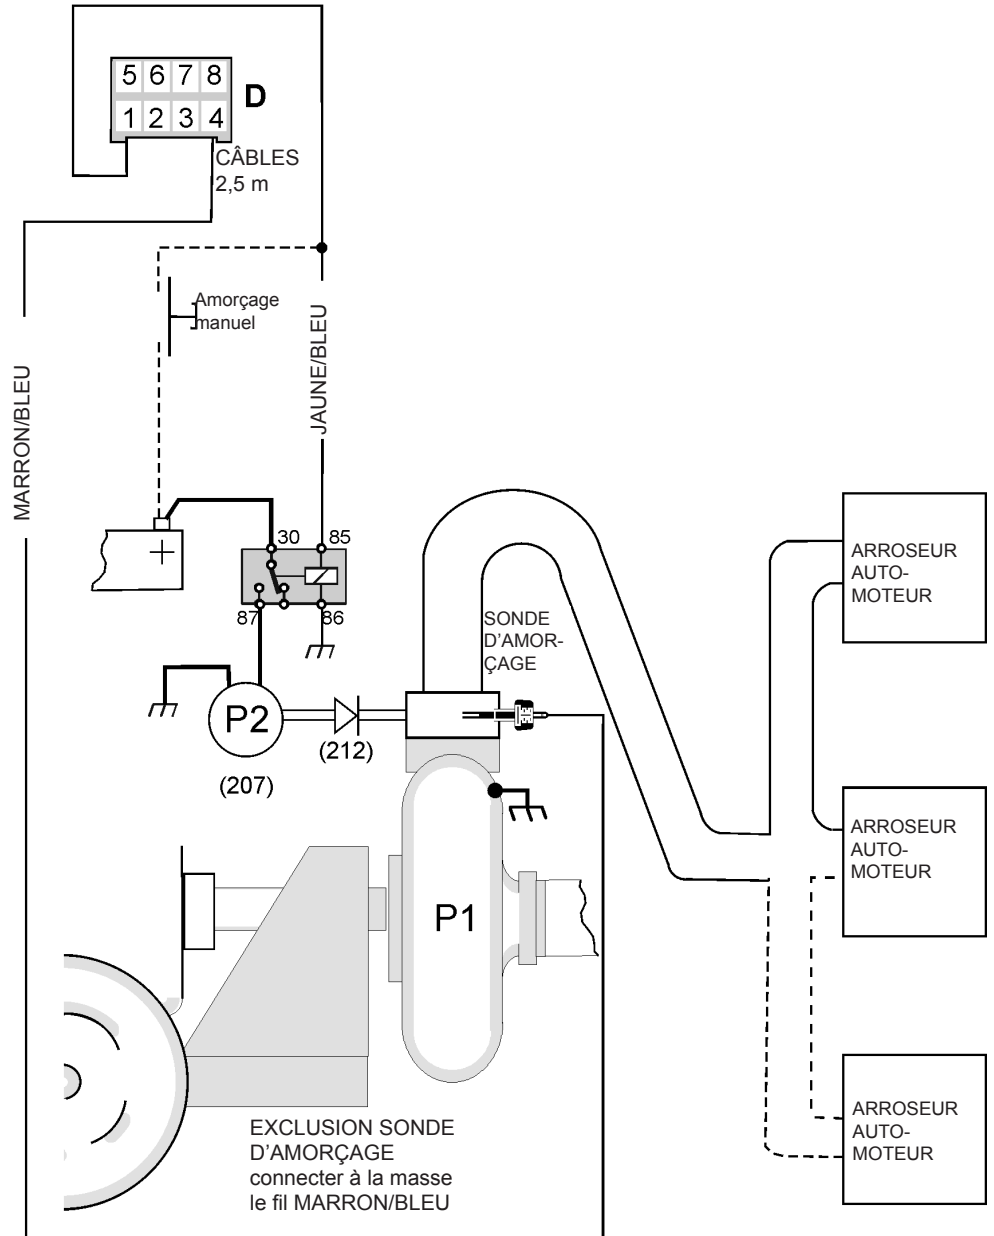 5 6 7 8
1 2 3 4
D
CÂBLES
2,5 m
Amorçage
manuel
MARRON/BLEU
JAUNE/BLEU
30
85
+
87
86
SONDE
D'AMOR-
ÇAGE
P2
(212)
(207)
P1
ARROSEUR
AUTO-
MOTEUR
ARROSEUR
AUTO-
MOTEUR
ARROSEUR
AUTO-
MOTEUR
EXCLUSION SONDE
D'AMORÇAGE
connecter à la masse
le fil MARRON/BLEU